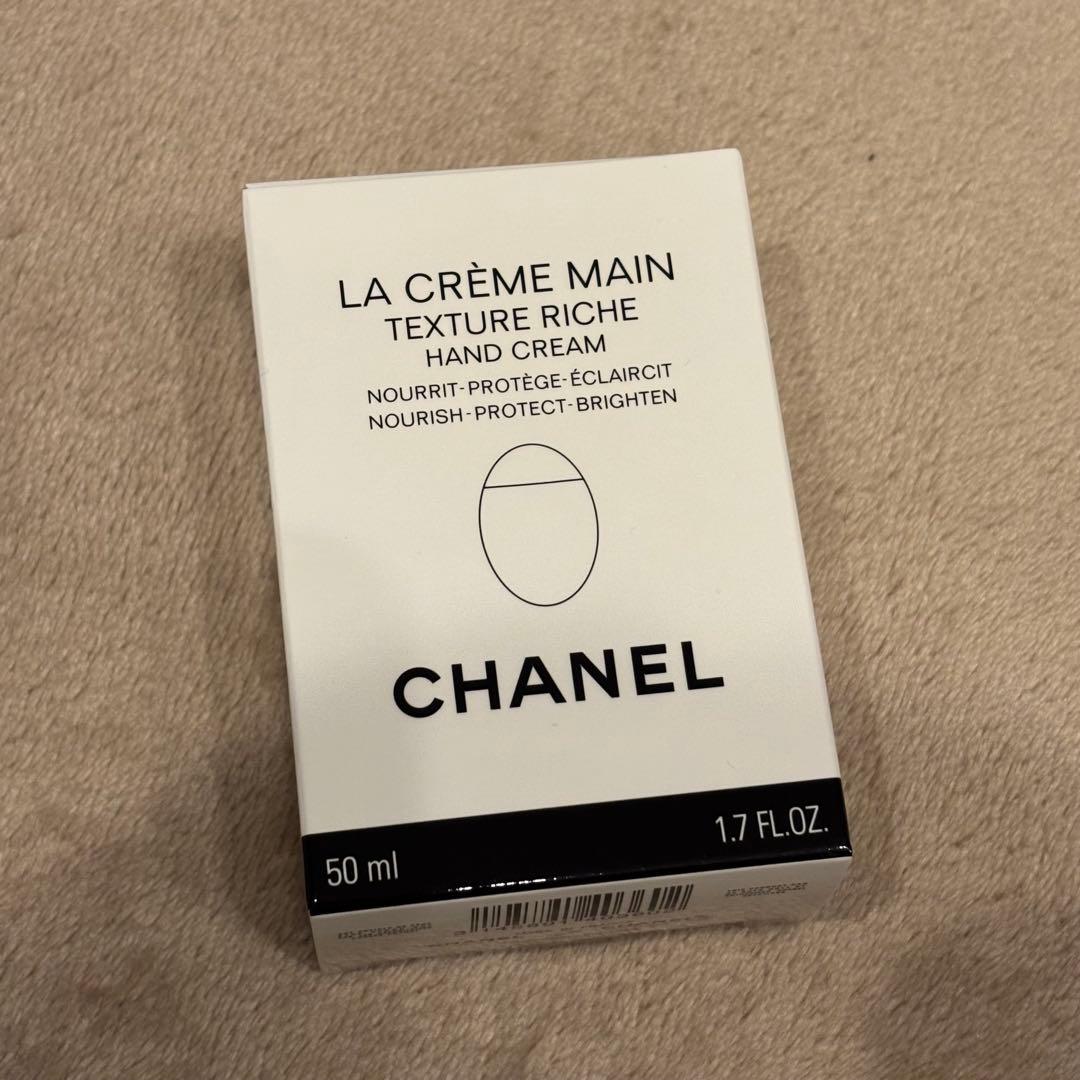 LA CRÈME MAIN
TEXTURE RICHE
HAND CREAM
NOURRIT-PROTÈGE-ÉCLAIRCIT
NOURISH-PROTECT-BRIGHTEN
CHANEL
50 ml 1.7 FL.OZ.